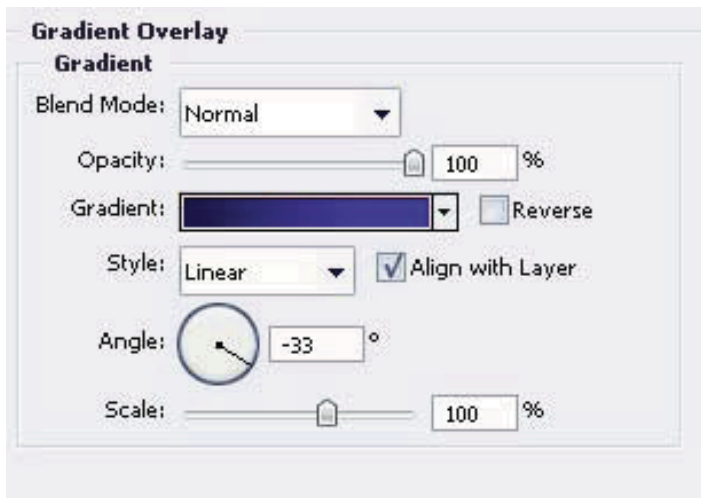 Gradient Overlay
Gradient
Blend Mode: Normal
Opacity: 100 %
Gradient: Reverse
Style: Linear Align with Layer
Angle: -33 °
Scale: 100 %